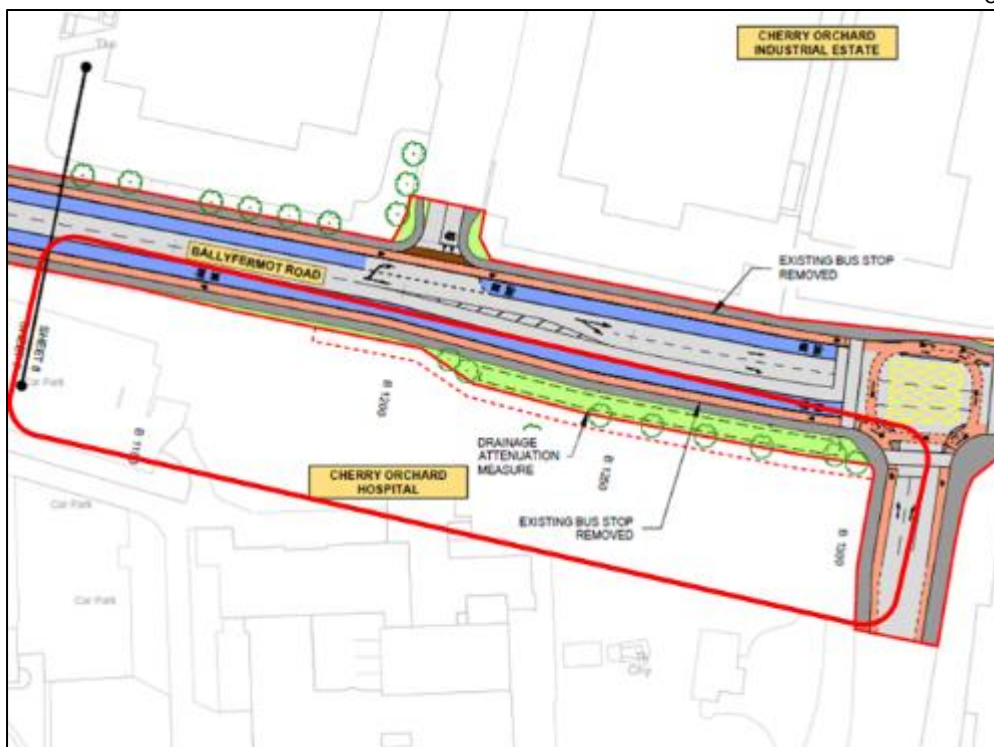 CHERRY ORCHARD
INDUSTRIAL ESTATE
BALLYFERMOT ROAD
EXISTING BUS STOP
REMOVED
SHEET 8
Car Park
B 1200
DRAINAGE
ATTENUATION
MEASURE
B 1250
CHERRY ORCHARD
HOSPITAL
EXISTING BUS STOP
REMOVED
B 1300
Car Park
Car Park